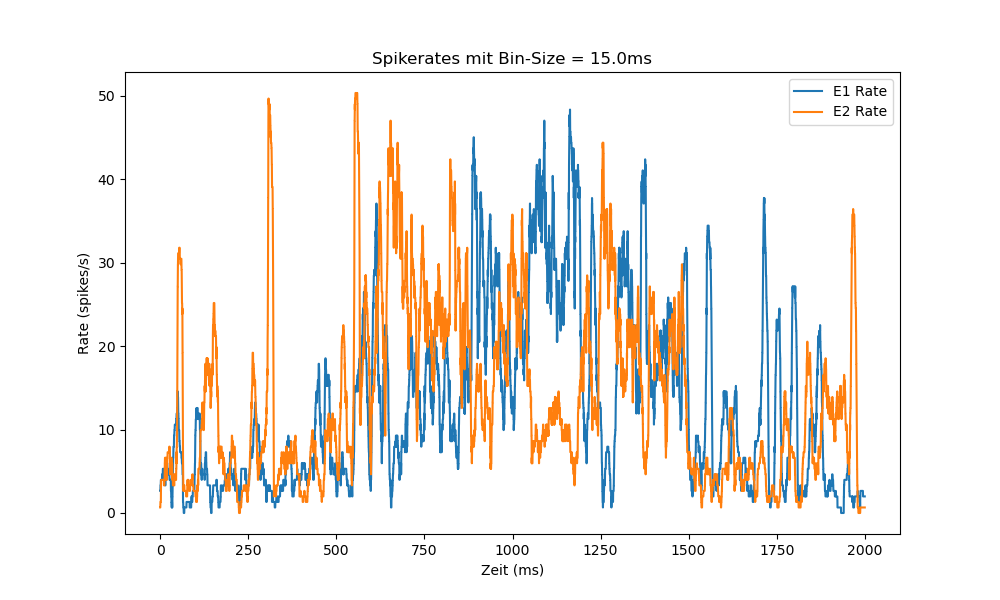 Spikerates mit Bin-Size = 15.0ms
E1 Rate
E2 Rate
Rate (spikes/s)
50
40
30
20
10
0
0 250 500 750 1000 1250 1500 1750 2000
Zeit (ms)